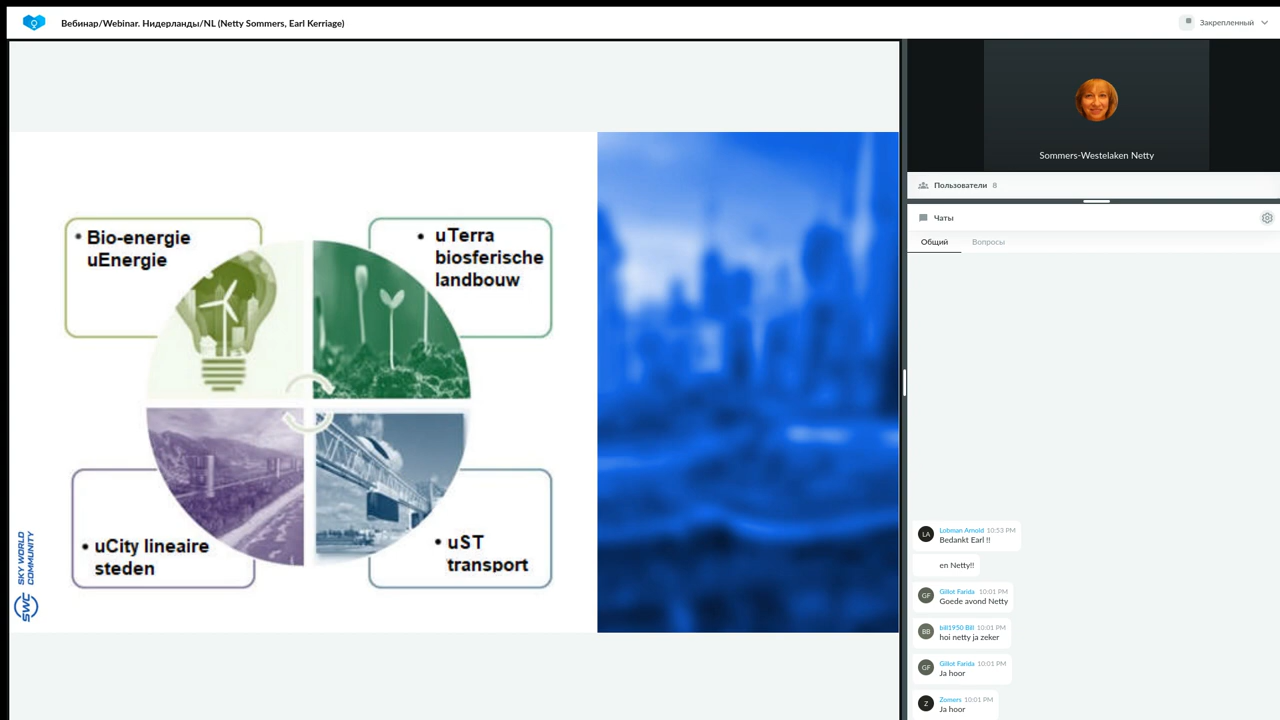 Вебинар/Webinar. Нидерланды/NL (Netty Sommers, Earl Kerriage)
Закрепленный
• Bio-energie
uEnergie
• uTerra
biosferische
landbouw
• uCity lineaire
steden
• uST
transport
SWC SKY WORLD
COMMUNITY
Sommers-Westelaken Netty
Пользователи 8
Чаты
Общий Вопросы
LA Lobman Arnold 10:53 PM
Bedankt Earl !!
en Netty!!
GF Gillot Farida 10:01 PM
Goede avond Netty
BB bill1950 Bill 10:01 PM
hoi netty ja zeker
GF Gillot Farida 10:01 PM
Ja hoor
Z Zomers 10:01 PM
Ja hoor